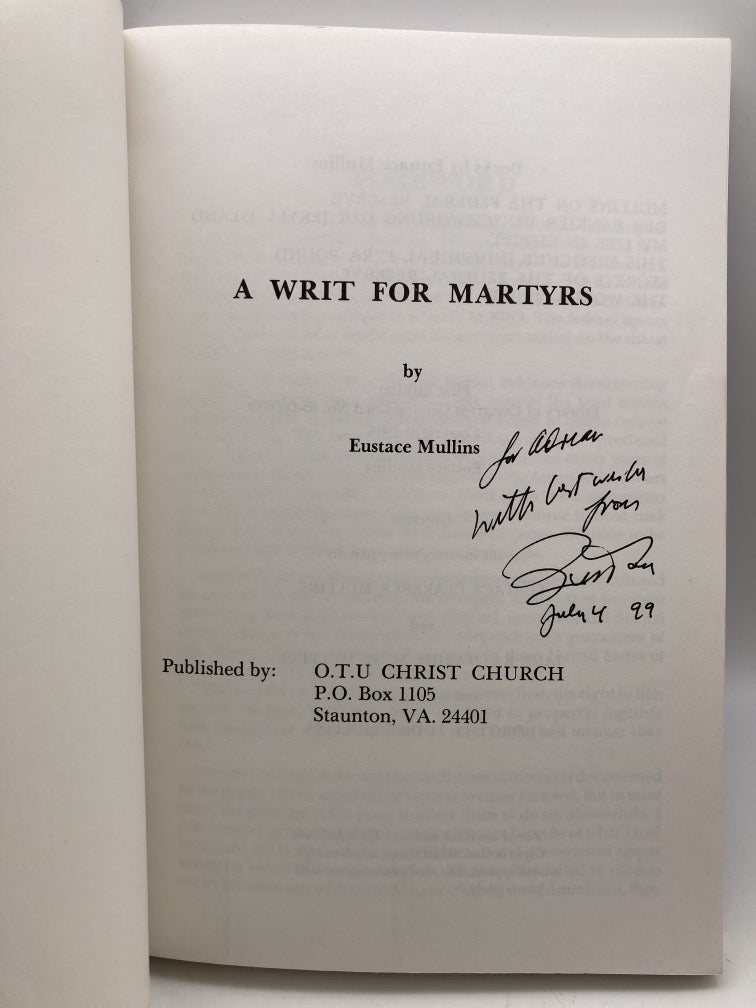 A WRIT FOR MARTYRS
by
Eustace Mullins
for
with best wishes
from
July 4 99
Published by: O.T.U CHRIST CHURCH
P.O. Box 1105
Staunton, VA. 24401